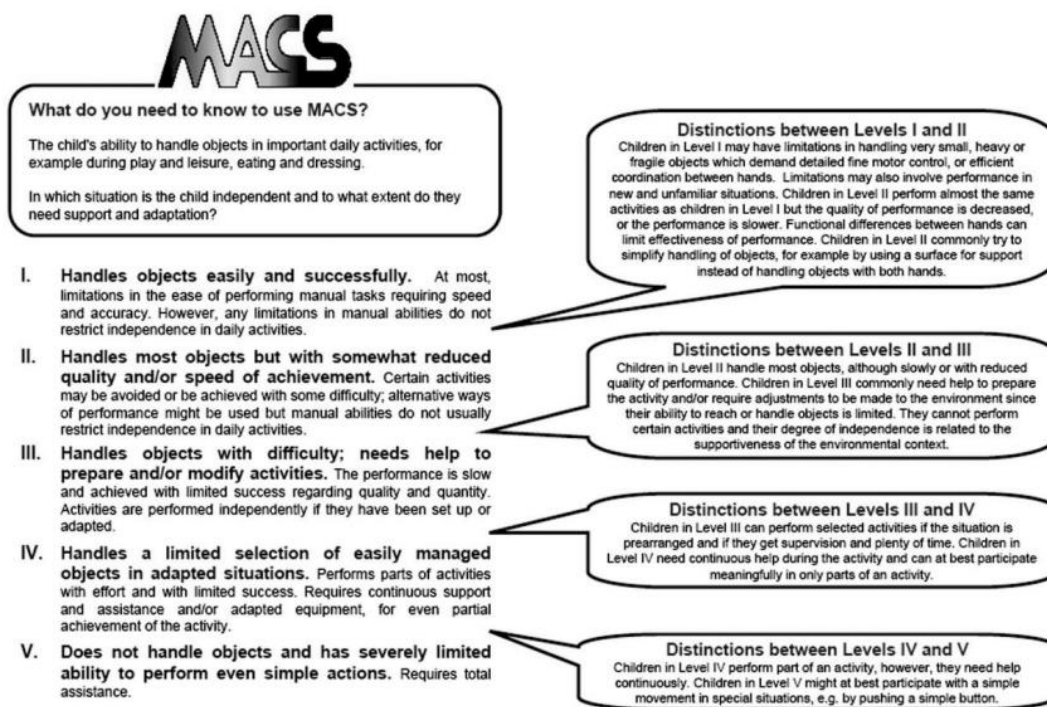 MACS
What do you need to know to use MACS?
The child's ability to handle objects in important daily activities, for
example during play and leisure, eating and dressing.
In which situation is the child independent and to what extent do they
need support and adaptation?
I. Handles objects easily and successfully. At most,
limitations in the ease of performing manual tasks requiring speed
and accuracy. However, any limitations in manual abilities do not
restrict independence in daily activities.
II. Handles most objects but with somewhat reduced
quality and/or speed of achievement. Certain activities
may be avoided or be achieved with some difficulty; alternative ways
of performance might be used but manual abilities do not usually
restrict independence in daily activities.
III. Handles objects with difficulty; needs help to
prepare and/or modify activities. The performance is slow
and achieved with limited success regarding quality and quantity.
Activities are performed independently if they have been set up or
adapted.
IV. Handles a limited selection of easily managed
objects in adapted situations. Performs parts of activities
with effort and with limited success. Requires continuous support
and assistance and/or adapted equipment, for even partial
achievement of the activity.
V. Does not handle objects and has severely limited
ability to perform even simple actions. Requires total
assistance.
Distinctions between Levels I and II
Children in Level I may have limitations in handling very small, heavy or
fragile objects which demand detailed fine motor control, or efficient
coordination between hands. Limitations may also involve performance in
new and unfamiliar situations. Children in Level II perform almost the same
activities as children in Level I but the quality of performance is decreased,
or the performance is slower. Functional differences between hands can
limit effectiveness of performance. Children in Level II commonly try to
simplify handling of objects, for example by using a surface for support
instead of handling objects with both hands.
Distinctions between Levels II and III
Children in Level II handle most objects, although slowly or with reduced
quality of performance. Children in Level III commonly need help to prepare
the activity and/or require adjustments to be made to the environment since
their ability to reach or handle objects is limited. They cannot perform
certain activities and their degree of independence is related to the
supportiveness of the environmental context.
Distinctions between Levels III and IV
Children in Level III can perform selected activities if the situation is
prearranged and if they get supervision and plenty of time. Children in
Level IV need continuous help during the activity and can at best participate
meaningfully in only parts of an activity.
Distinctions between Levels IV and V
Children in Level IV perform part of an activity, however, they need help
continuously. Children in Level V might at best participate with a simple
movement in special situations, e.g. by pushing a simple button.